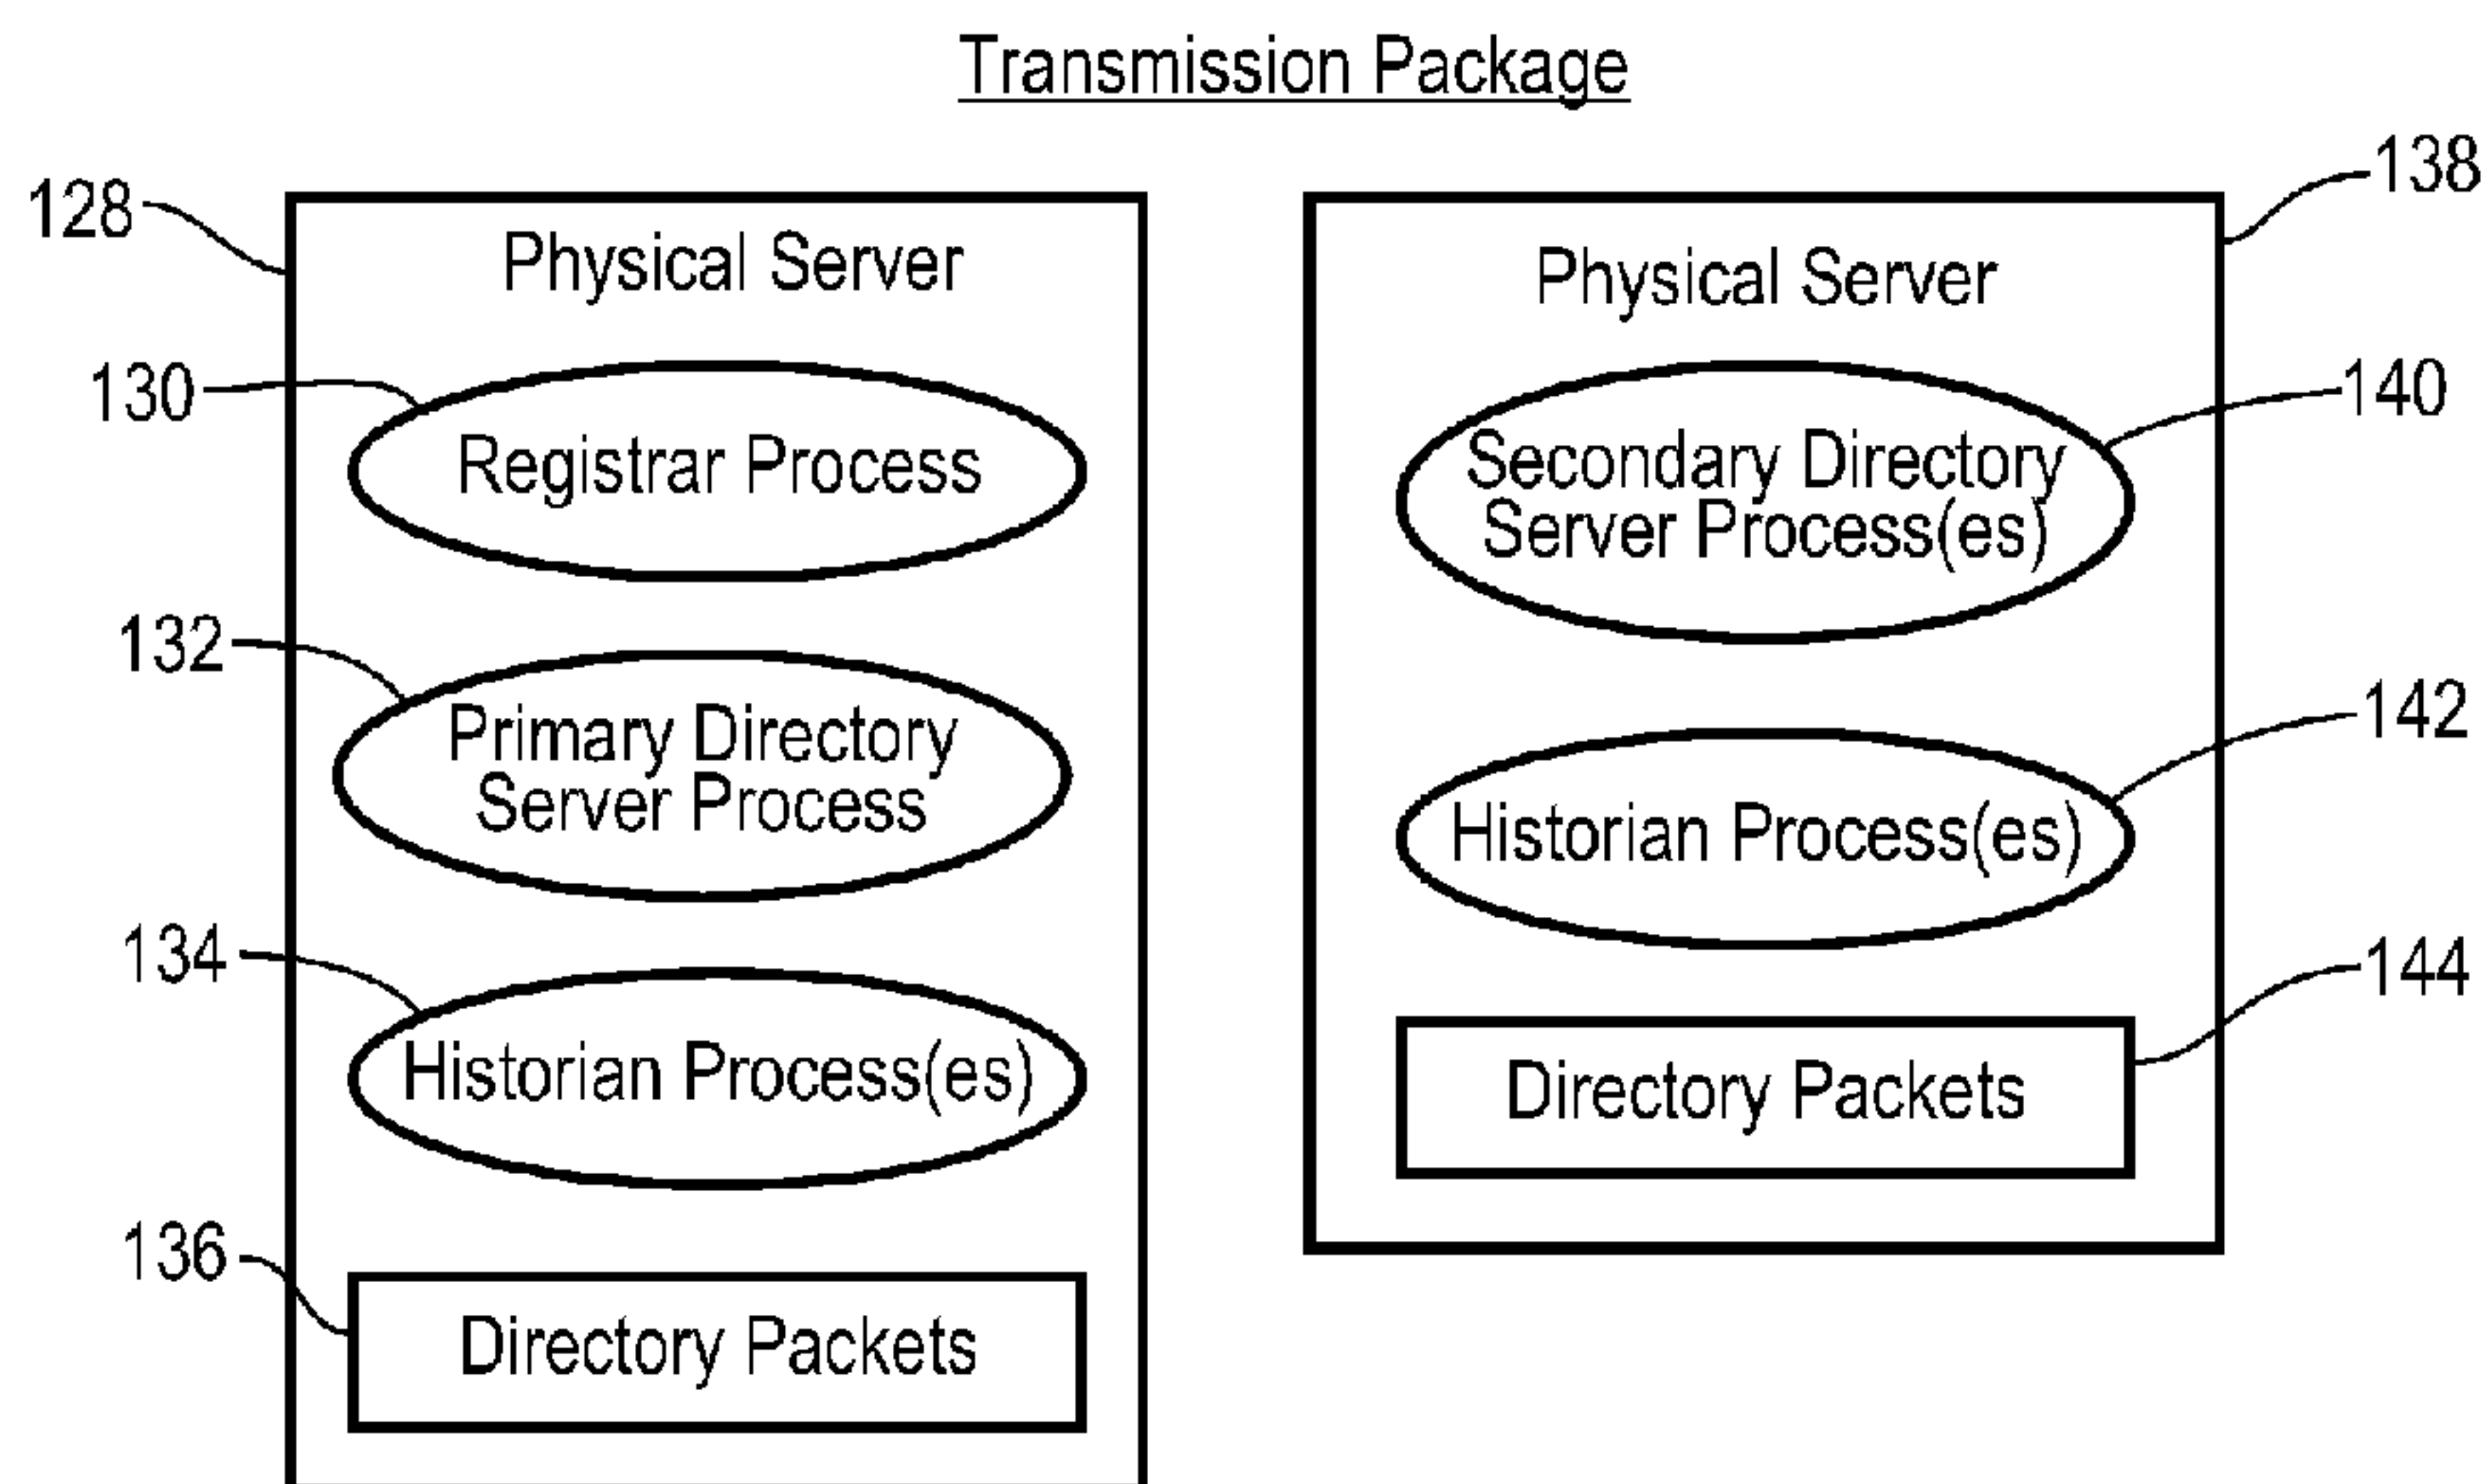 Transmission Package
128
Physical Server
130
Registrar Process
132
Primary Directory
Server Process
134
Historian Process(es)
136
Directory Packets
138
Physical Server
140
Secondary Directory
Server Process(es)
142
Historian Process(es)
144
Directory Packets